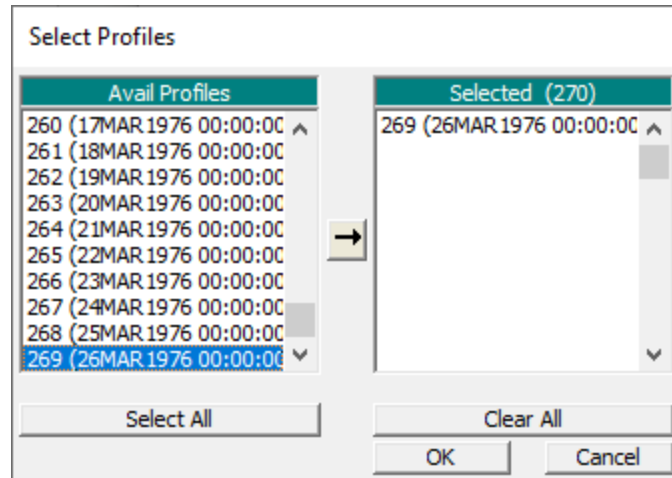 Select Profiles
Avail Profiles
260 (17MAR1976 00:00:00
261 (18MAR1976 00:00:00
262 (19MAR1976 00:00:00
263 (20MAR1976 00:00:00
264 (21MAR1976 00:00:00
265 (22MAR1976 00:00:00
266 (23MAR1976 00:00:00
267 (24MAR1976 00:00:00
268 (25MAR1976 00:00:00
269 (26MAR1976 00:00:00
Select All
Selected (270)
269 (26MAR1976 00:00:00
Clear All
OK
Cancel